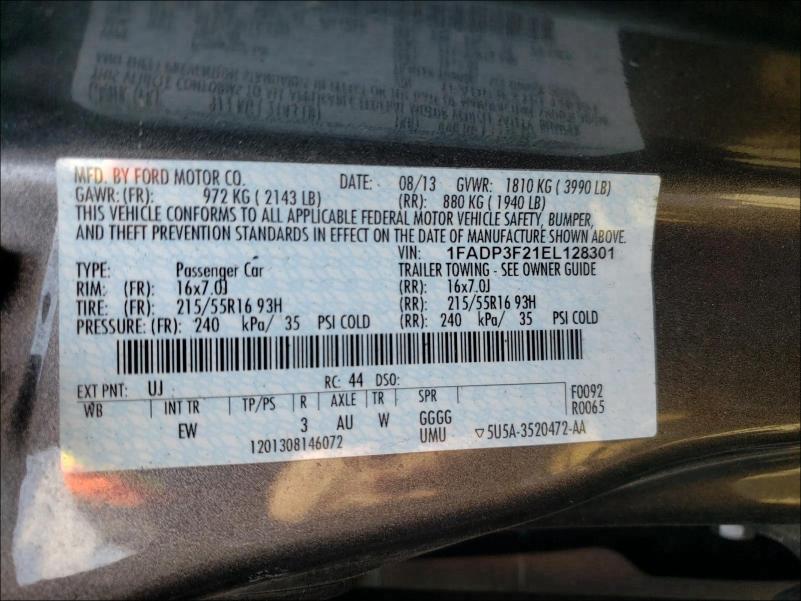 MFD. BY FORD MOTOR CO. DATE: 08/13 GVWR: 1810 KG ( 3990 LB)
GAWR: (FR) 972 KG ( 2143 LB) (RR): 880 KG ( 1940 LB)
THIS VEHICLE CONFORMS TO ALL APPLICABLE FEDERAL MOTOR VEHICLE SAFETY, BUMPER,
AND THEFT PREVENTION STANDARDS IN EFFECT ON THE DATE OF MANUFACTURE SHOWN ABOVE.
VIN: 1FADP3F21EL128301
TYPE: Passenger Car TRAILER TOWING - SEE OWNER GUIDE
RIM: (FR): 16x7.0J (RR): 16x7.0J
TIRE: (FR): 215/55R16 93H (RR): 215/55R16 93H
PRESSURE: (FR): 240 kPa/ 35 PSI COLD (RR): 240 kPa/ 35 PSI COLD
EXT PNT: UJ RC: 44 DSO: F0092
WB INT TR TP/PS R AXLE TR SPR R0065
EW 3 AU W GGGG
1201308146072 UMU ▽5U5A-3520472-AA